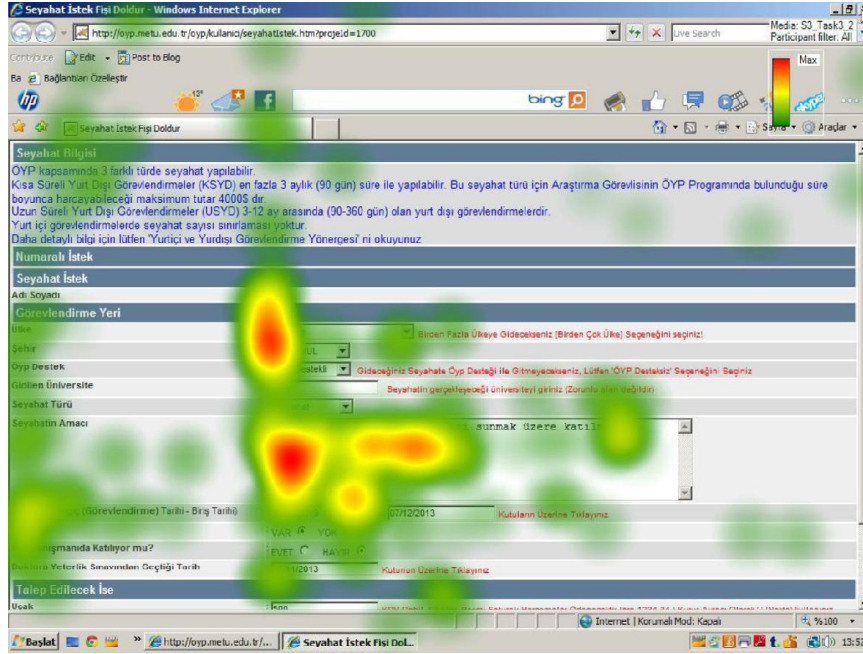 Seyahat İstek Fişi Doldur - Windows Internet Explorer
http://oyp.metu.edu.tr/oyp/kullanici/seyahatIstek.htm?projeId=1700
Live Search
Media: S3_Task3_2
Participant filter: All
Contribute Edit Post to Blog
Max
Ba Bağlantıları Özelleştir
hp 13° bing
Seyahat İstek Fişi Doldur
Sayfa Araçlar
Seyahat Bilgisi
ÖYP kapsamında 3 farklı türde seyahat yapılabilir.
Kısa Süreli Yurt Dışı Görevlendirmeler (KSYD) en fazla 3 aylık (90 gün) süre ile yapılabilir. Bu seyahat türü için Araştırma Görevlisinin ÖYP Programında bulunduğu süre
boyunca harcayabileceği maksimum tutar 4000$ dır.
Uzun Süreli Yurt Dışı Görevlendirmeler (USYD) 3-12 ay arasında (90-360 gün) olan yurt dışı görevlendirmelerdir.
Yurt içi görevlendirmelerde seyahat sayısı sınırlaması yoktur.
Daha detaylı bilgi için lütfen 'Yurtiçi ve Yurdışı Görevlendirme Yönergesi' ni okuyunuz
Numaralı İstek
Seyahat İstek
Adı Soyadı
Görevlendirme Yeri
Ülke Birden Fazla Ülkeye Gidecekseniz (Birden Çok Ülke) Seçeneğini seçiniz!
Şehir
Öyp Destek Gideceğiniz Seyahate Öyp Desteği ile Gitmeyecekseniz, Lütfen 'ÖYP Desteksiz' Seçeneğini Seçiniz
Gidilen Üniversite Seyahatin gerçekleşeceği üniversiteyi giriniz (Zorunlu alan değildir)
Seyahat Türü
Seyahatin Amacı sunmak üzere
(Görevlendirme) Tarihi - Bitiş Tarihi) 07/12/2013 Kutuların Üzerine Tıklayınız
VAR YOK
Katılıyor mu? EVET HAYIR
Doktora Yeterlik Sınavından Geçtiği Tarih /2013 Kutunun Üzerine Tıklayınız
Talep Edilecek İse
Uçak
Internet | Korumalı Mod: Kapalı %100
Başlat http://oyp.metu.edu.tr/... Seyahat İstek Fişi Dol... 13:52